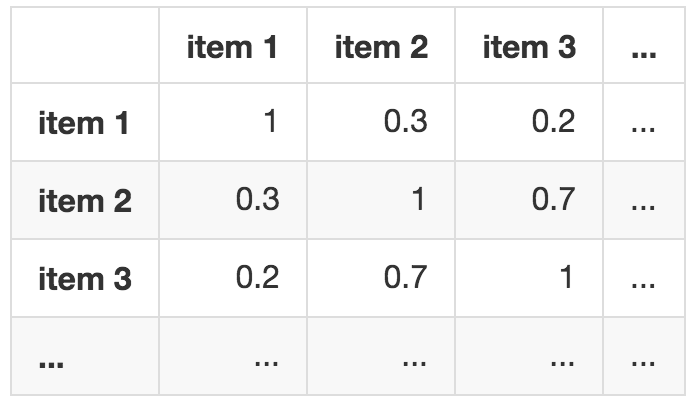 item 1 item 2 item 3 ...
item 1 1 0.3 0.2 ...
item 2 0.3 1 0.7 ...
item 3 0.2 0.7 1 ...
... ... ... ... ...